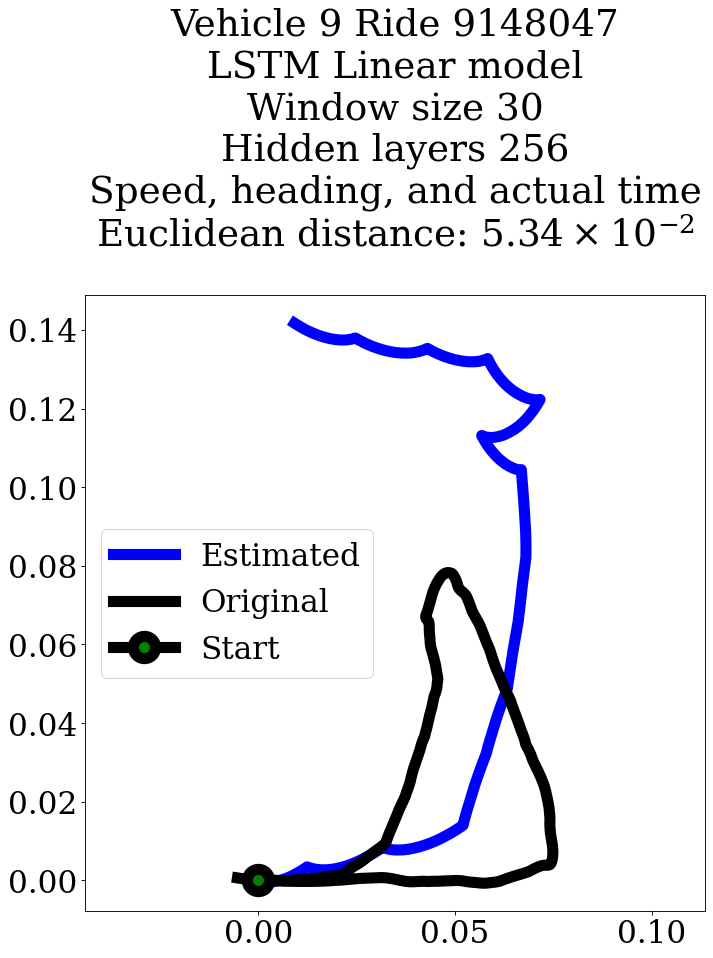 Vehicle 9 Ride 9148047
LSTM Linear model
Window size 30
Hidden layers 256
Speed, heading, and actual time
Euclidean distance: 5.34 × 10⁻²
0.14
0.12
0.10
0.08
0.06
0.04
0.02
0.00
Estimated
Original
Start
0.00 0.05 0.10